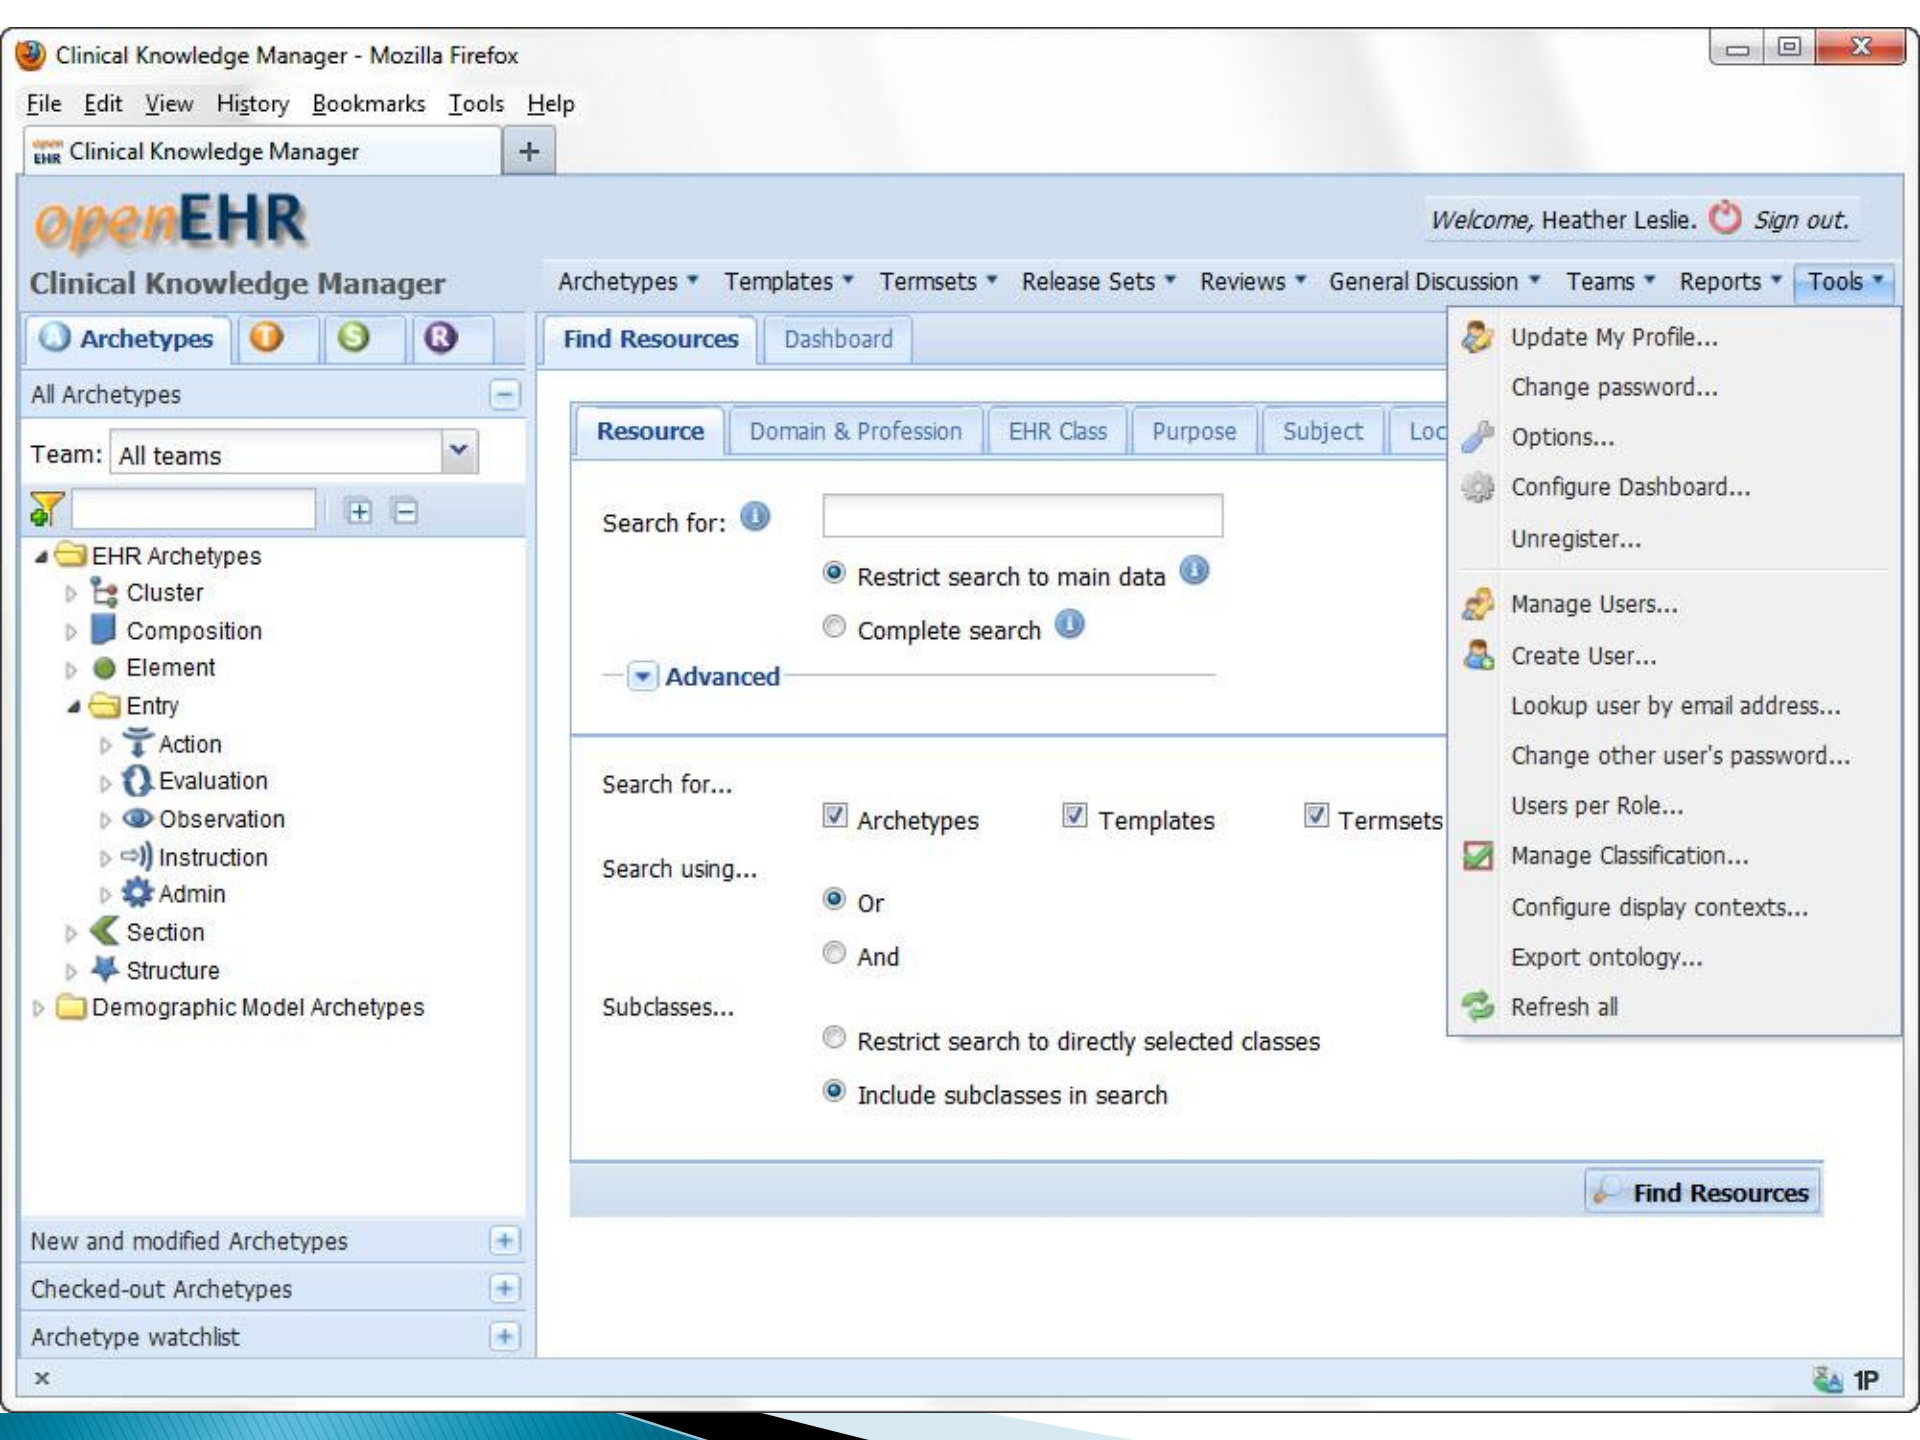 Clinical Knowledge Manager - Mozilla Firefox
File Edit View History Bookmarks Tools Help
open EHR Clinical Knowledge Manager +
openEHR
Welcome, Heather Leslie. Sign out.
Clinical Knowledge Manager
Archetypes Templates Termsets Release Sets Reviews General Discussion Teams Reports Tools
Archetypes T S R
Find Resources Dashboard
All Archetypes
Team: All teams
EHR Archetypes
Cluster
Composition
Element
Entry
Action
Evaluation
Observation
Instruction
Admin
Section
Structure
Demographic Model Archetypes
New and modified Archetypes
Checked-out Archetypes
Archetype watchlist
Resource Domain & Profession EHR Class Purpose Subject Loc
Search for:
Restrict search to main data
Complete search
Advanced
Search for...
Archetypes Templates Termsets
Search using...
Or
And
Subclasses...
Restrict search to directly selected classes
Include subclasses in search
Find Resources
Update My Profile...
Change password...
Options...
Configure Dashboard...
Unregister...
Manage Users...
Create User...
Lookup user by email address...
Change other user's password...
Users per Role...
Manage Classification...
Configure display contexts...
Export ontology...
Refresh all
x
1P